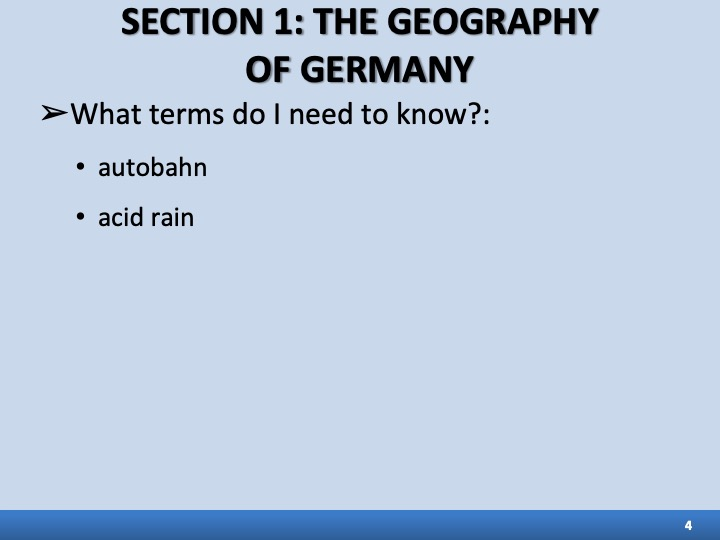 SECTION 1: THE GEOGRAPHY
OF GERMANY
➢What terms do I need to know?:
• autobahn
• acid rain
4